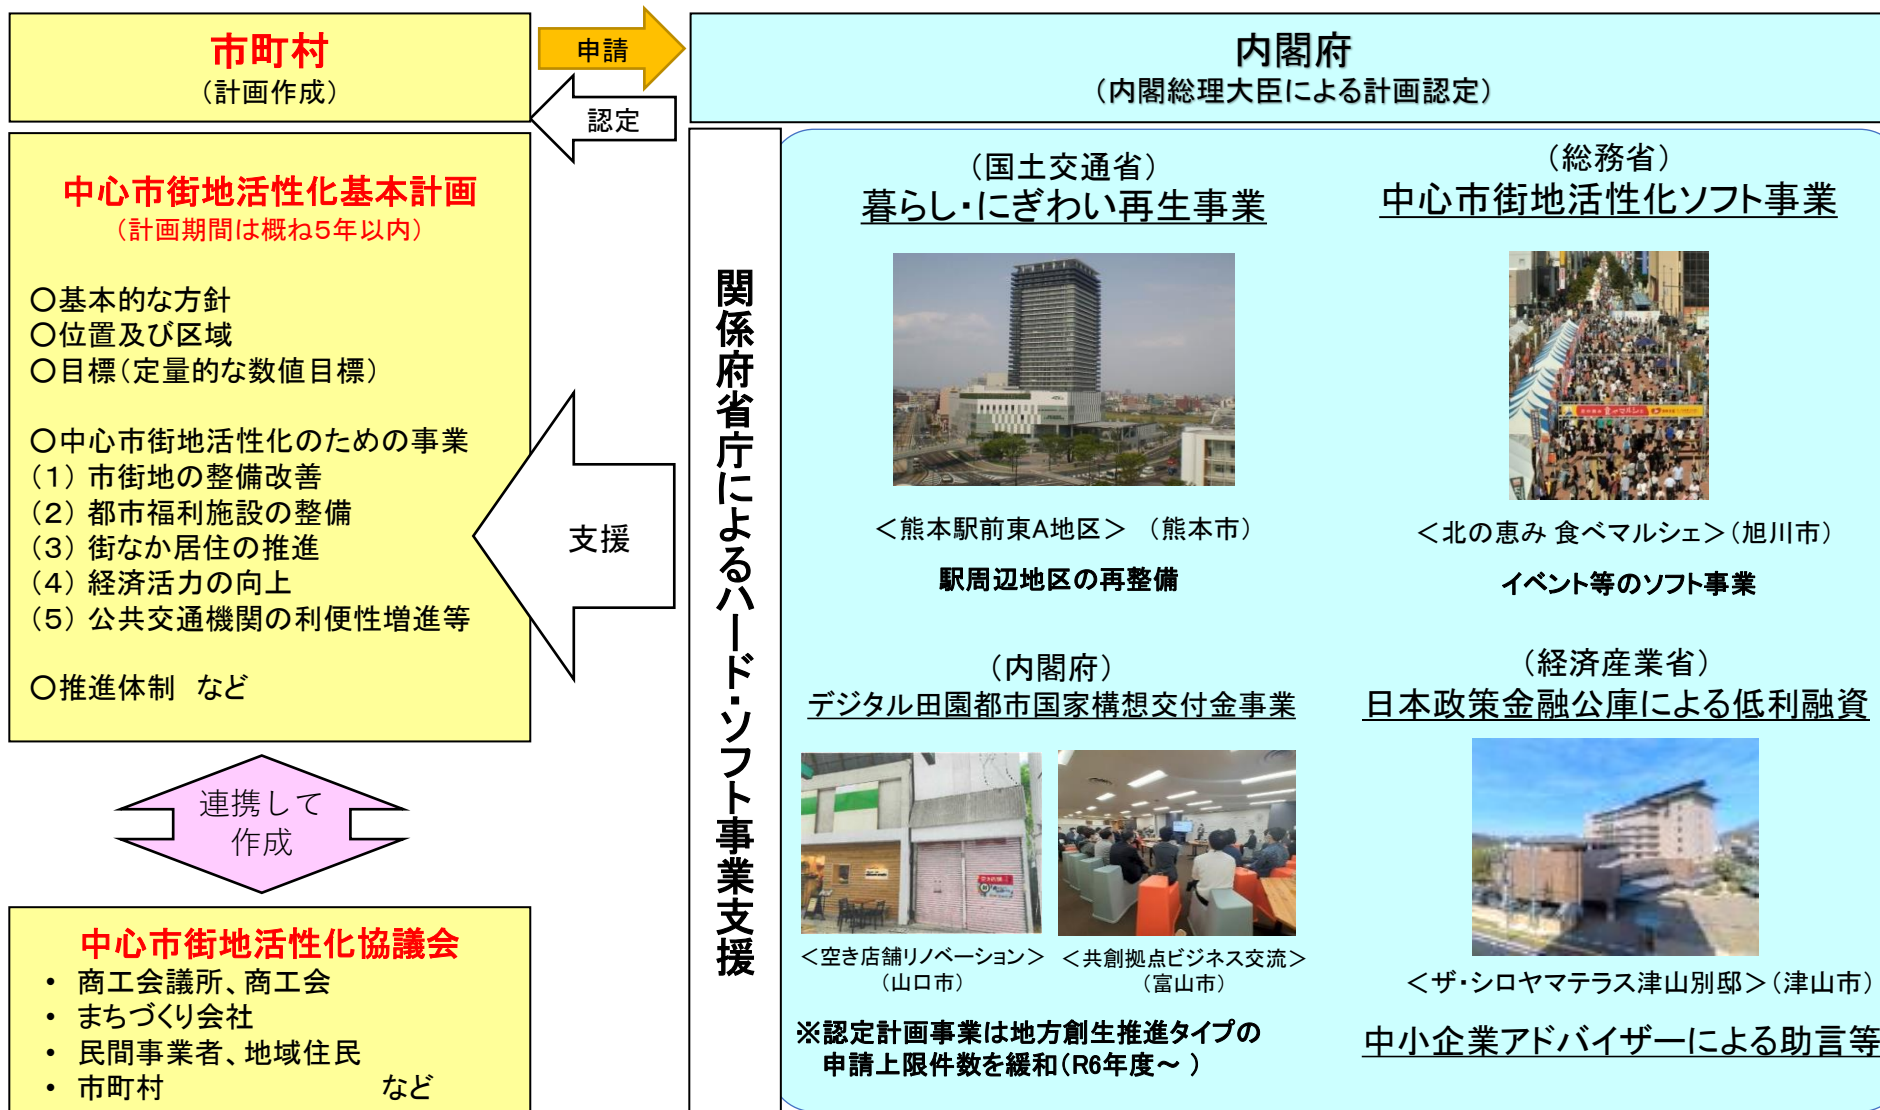 市町村
（計画作成）
申請
認定
内閣府
（内閣総理大臣による計画認定）
中心市街地活性化基本計画
（計画期間は概ね５年以内）
〇基本的な方針
〇位置及び区域
〇目標（定量的な数値目標）
〇中心市街地活性化のための事業
（１） 市街地の整備改善
（２） 都市福利施設の整備
（３） 街なか居住の推進
（４） 経済活力の向上
（５） 公共交通機関の利便性増進等
〇推進体制　など
支援
連携して
作成
中心市街地活性化協議会
・ 商工会議所、商工会
・ まちづくり会社
・ 民間事業者、地域住民
・ 市町村　など
関係府省庁によるハード・ソフト事業支援
（国土交通省）
暮らし・にぎわい再生事業
＜熊本駅前東A地区＞ （熊本市）
駅周辺地区の再整備
（総務省）
中心市街地活性化ソフト事業
食べマルシェ
＜北の恵み 食べマルシェ＞（旭川市）
イベント等のソフト事業
（内閣府）
デジタル田園都市国家構想交付金事業
＜空き店舗リノベーション＞
（山口市）
＜共創拠点ビジネス交流＞
（富山市）
※認定計画事業は地方創生推進タイプの
申請上限件数を緩和（R6年度～ ）
（経済産業省）
日本政策金融公庫による低利融資
＜ザ・シロヤマテラス津山別邸＞（津山市）
中小企業アドバイザーによる助言等